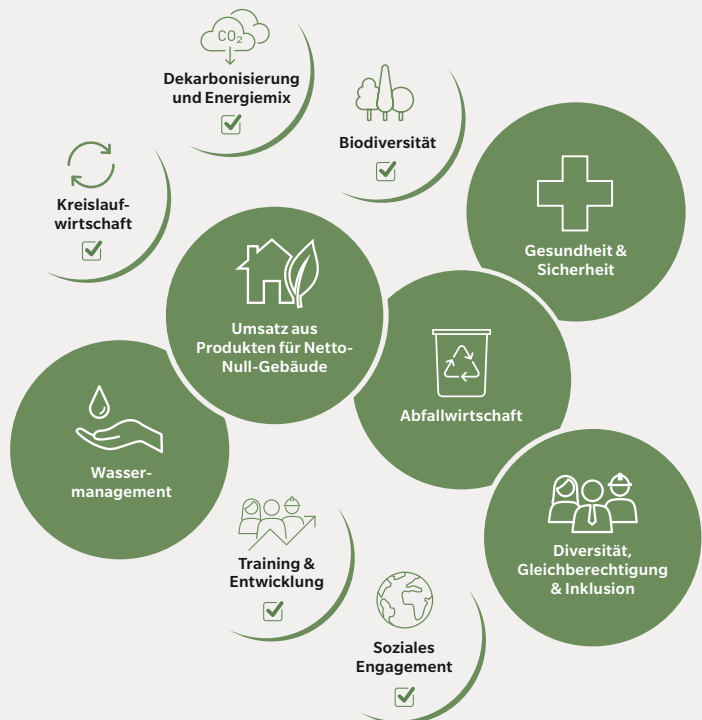 CO₂
Dekarbonisierung
und Energiemix
Biodiversität
Kreislauf-
wirtschaft
Gesundheit &
Sicherheit
Umsatz aus
Produkten für Netto-
Null-Gebäude
Abfallwirtschaft
Wasser-
management
Training &
Entwicklung
Diversität,
Gleichberechtigung
& Inklusion
Soziales
Engagement